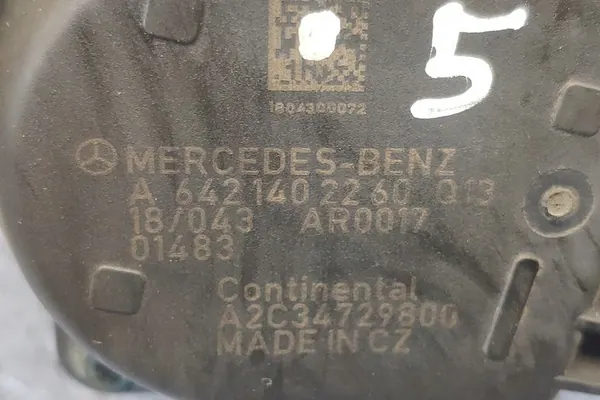 5
1804300072
MERCEDES-BENZ
A 642 140 22 60 Q13
18/043 AR0017
01483
Continental
A2C34729800
MADE IN CZ